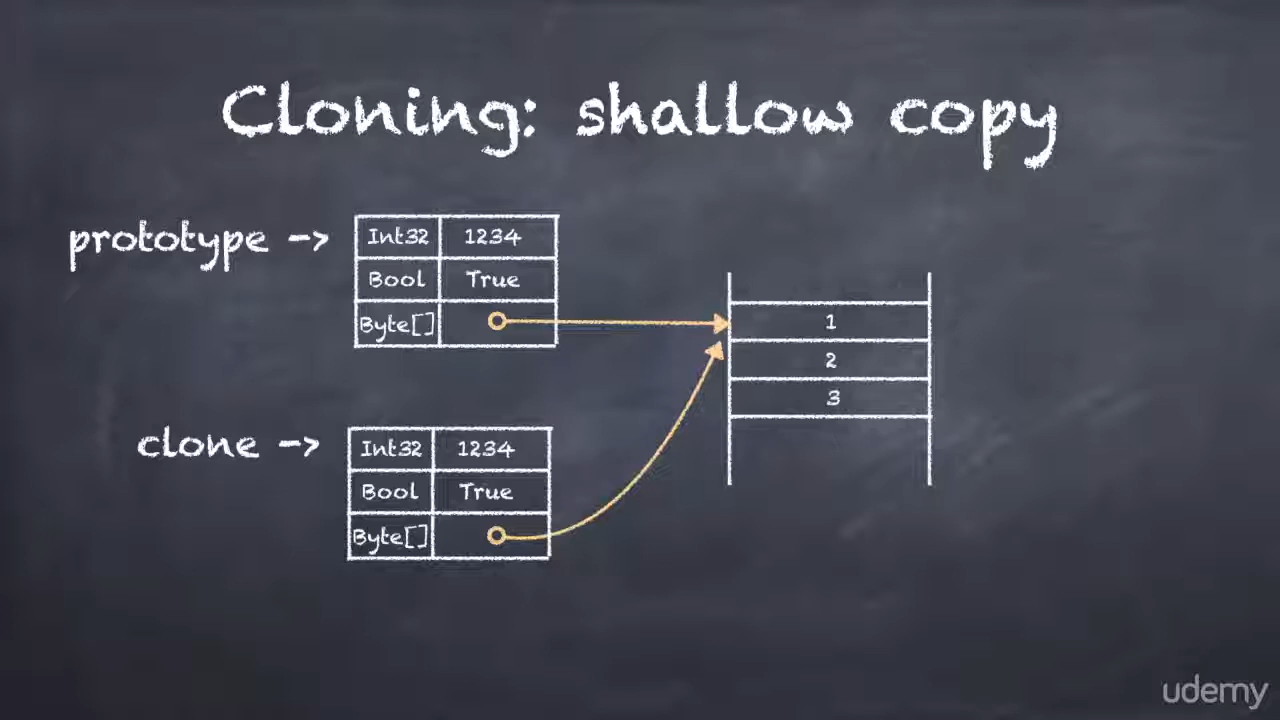 Cloning: shallow copy
prototype ->
Int32 1234
Bool True
Byte[]
1
2
3
clone ->
Int32 1234
Bool True
Byte[]
udemy